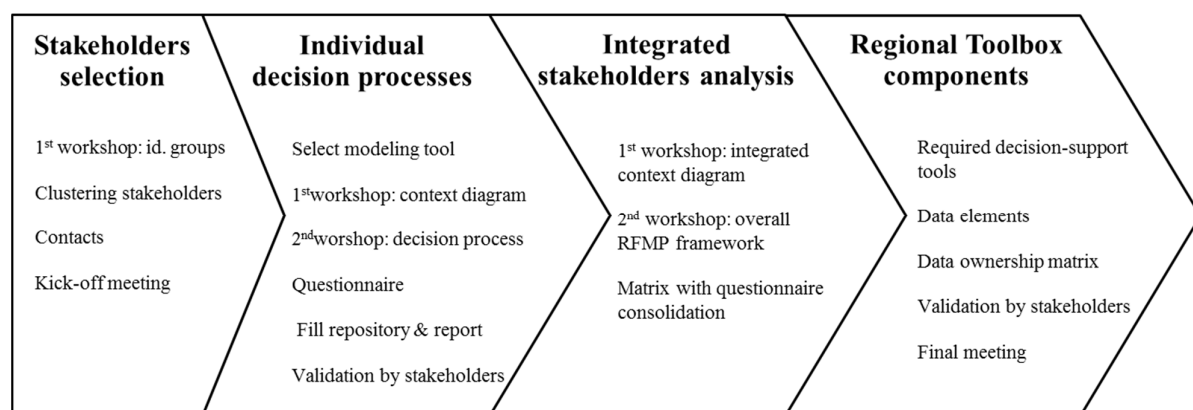 Stakeholders
selection
1st workshop: id. groups
Clustering stakeholders
Contacts
Kick-off meeting
Individual
decision processes
Select modeling tool
1stworkshop: context diagram
2ndworshop: decision process
Questionnaire
Fill repository & report
Validation by stakeholders
Integrated
stakeholders analysis
1st workshop: integrated
context diagram
2nd workshop: overall
RFMP framework
Matrix with questionnaire
consolidation
Regional Toolbox
components
Required decision-support
tools
Data elements
Data ownership matrix
Validation by stakeholders
Final meeting